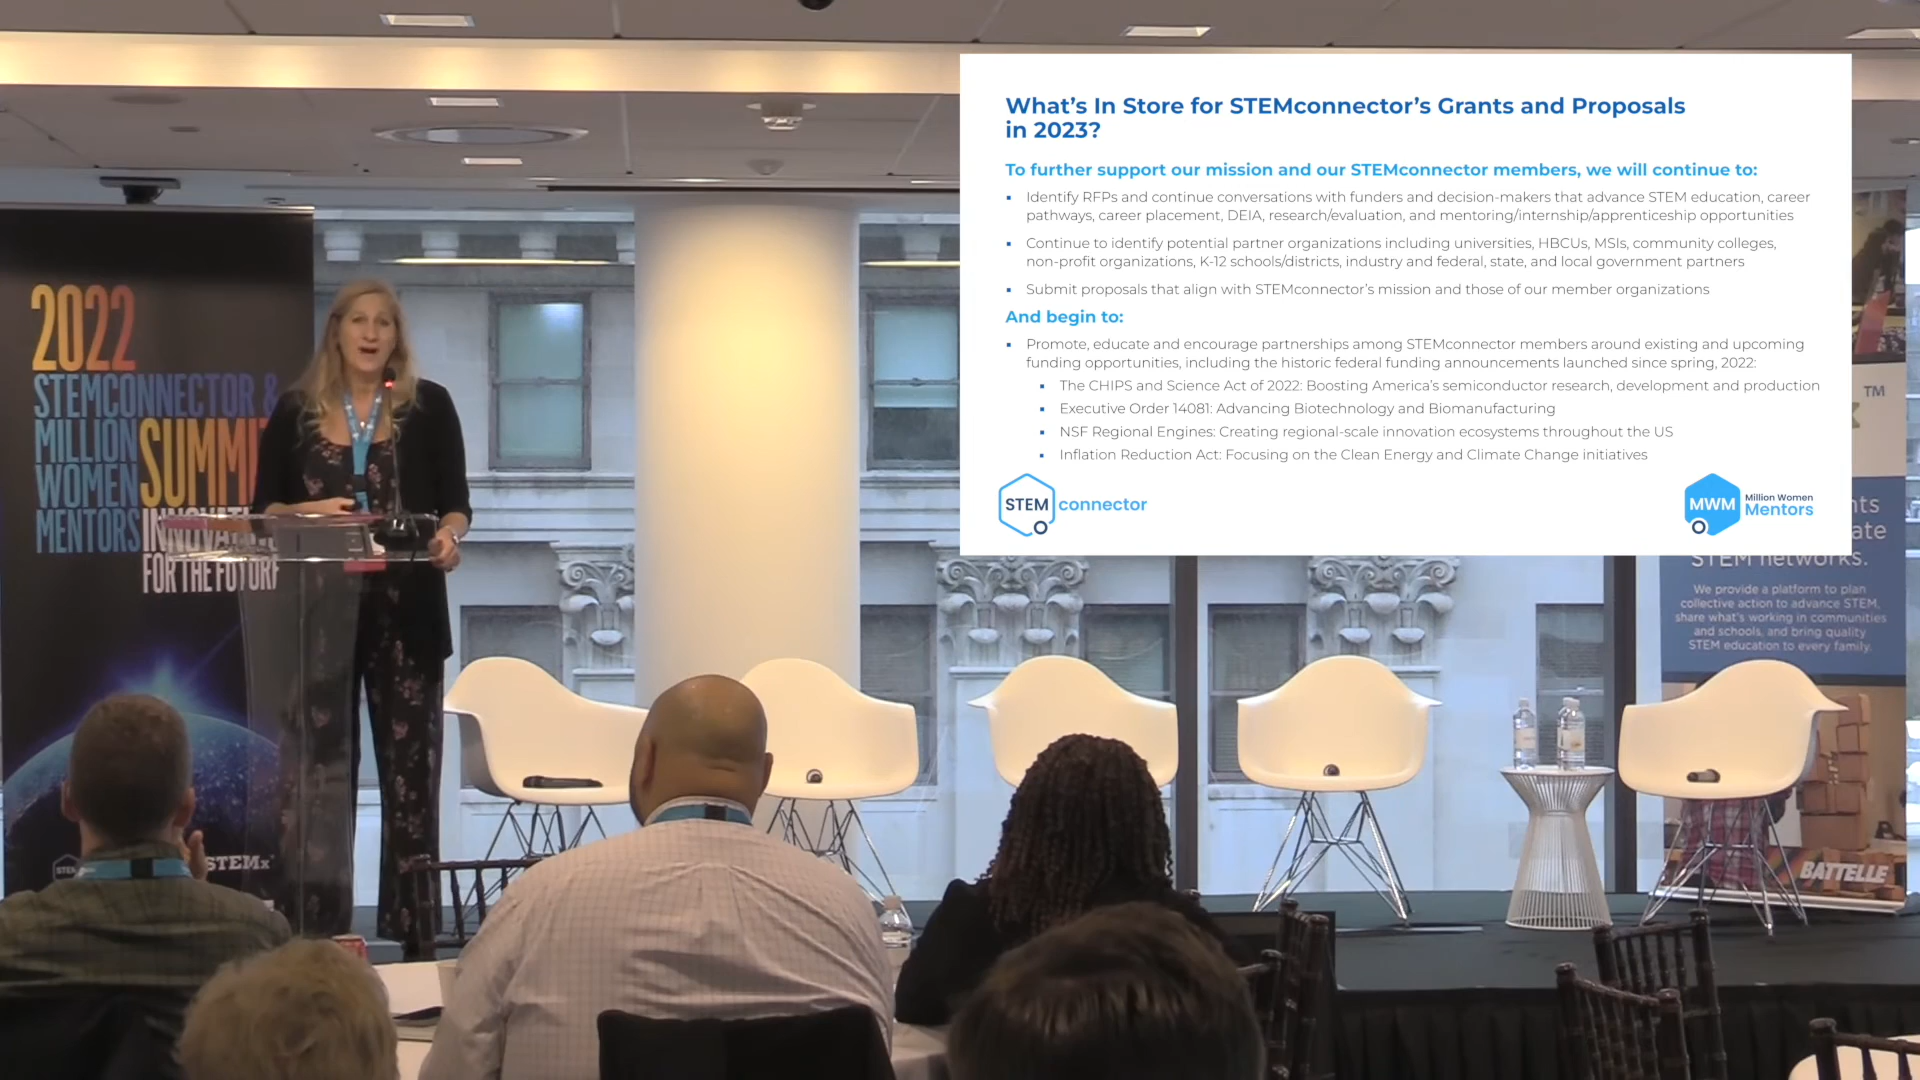 What's In Store for STEMconnector's Grants and Proposals
in 2023?
To further support our mission and our STEMconnector members, we will continue to:
▪ Identify RFPs and continue conversations with funders and decision-makers that advance STEM education, career
pathways, career placement, DEIA, research/evaluation, and mentoring/internship/apprenticeship opportunities
▪ Continue to identify potential partner organizations including universities, HBCUs, MSIs, community colleges,
non-profit organizations, K-12 schools/districts, industry and federal, state, and local government partners
▪ Submit proposals that align with STEMconnector's mission and those of our member organizations
And begin to:
▪ Promote, educate and encourage partnerships among STEMconnector members around existing and upcoming
funding opportunities, including the historic federal funding announcements launched since spring, 2022:
▪ The CHIPS and Science Act of 2022: Boosting America's semiconductor research, development and production
▪ Executive Order 14081: Advancing Biotechnology and Biomanufacturing
▪ NSF Regional Engines: Creating regional-scale innovation ecosystems throughout the US
▪ Inflation Reduction Act: Focusing on the Clean Energy and Climate Change initiatives
STEM connector
MWM Million Women
Mentors
2022
STEMCONNECTOR &
MILLION
WOMEN
MENTORS
SUMMI
INNOVATI
FOR THE FUTURE
STEM
STEMx
TM
nts
ate
STEM networks.
We provide a platform to plan
collective action to advance STEM,
share what's working in communities
and schools, and bring quality
STEM education to every family.
BATTELLE